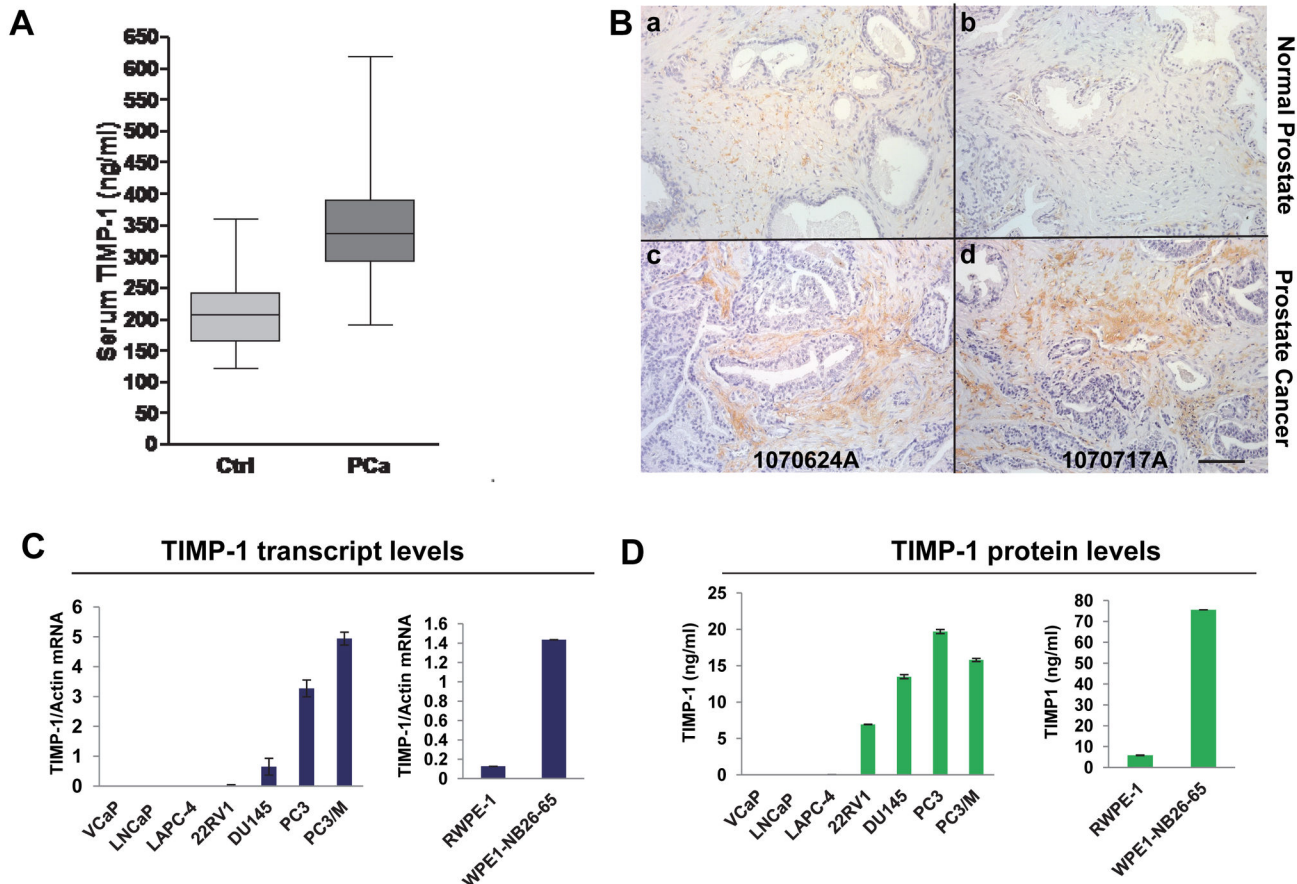 A
Serum TIMP-1 (ng/ml)
650
600
550
500
450
400
350
300
250
200
150
100
50
0
Ctrl
PCa
B
a
b
c
d
Normal Prostate
Prostate Cancer
1070624A
1070717A
C
TIMP-1 transcript levels
TIMP-1/Actin mRNA
6
5
4
3
2
1
0
VCaP
LNCaP
LAPC-4
22RV1
DU145
PC3
PC3/M
TIMP-1/Actin mRNA
1.6
1.4
1.2
1
0.8
0.6
0.4
0.2
0
RWPE-1
WPE1-NB26-65
D
TIMP-1 protein levels
TIMP-1 (ng/ml)
25
20
15
10
5
0
VCaP
LNCaP
LAPC-4
22RV1
DU145
PC3
PC3/M
TIMP1 (ng/ml)
80
70
60
50
40
30
20
10
0
RWPE-1
WPE1-NB26-65